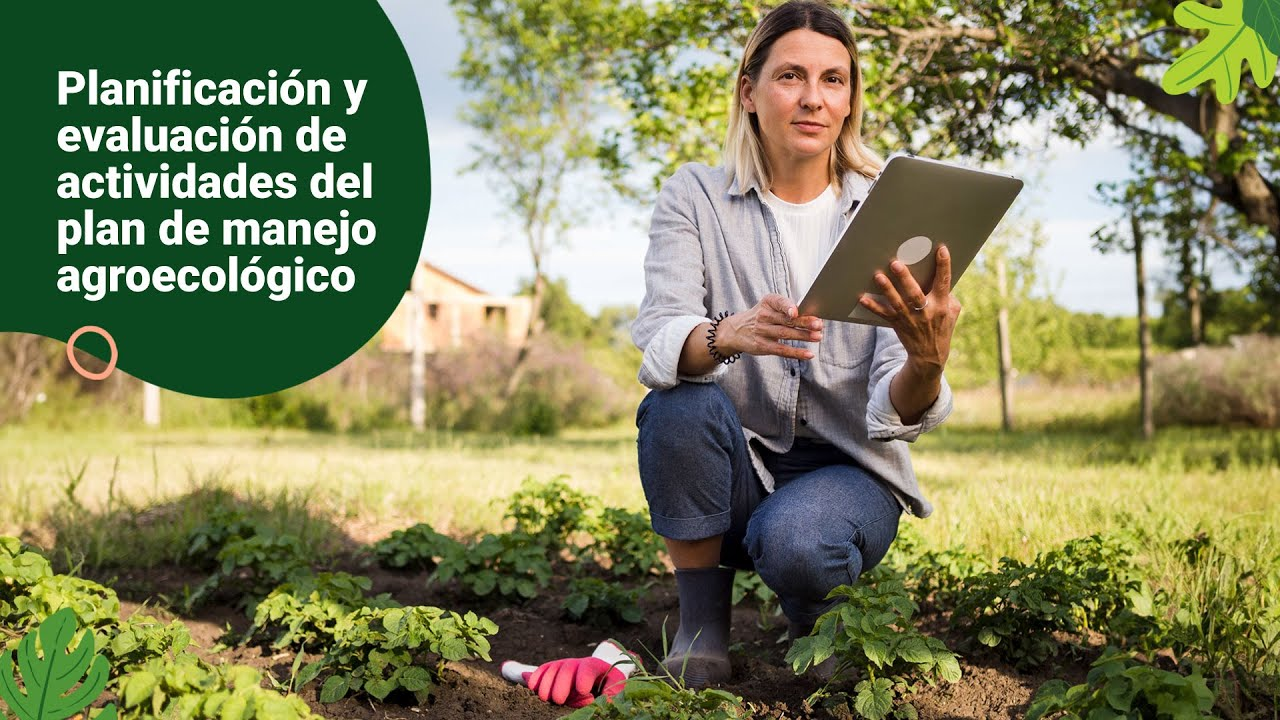 Planificación y
evaluación de
actividades del
plan de manejo
agroecológico